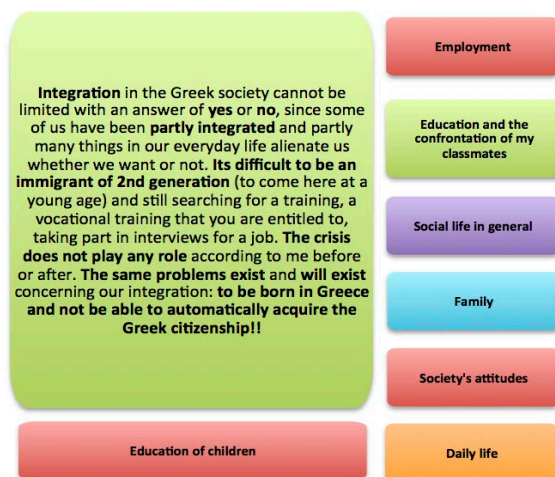 Integration in the Greek society cannot be
limited with an answer of yes or no, since some
of us have been partly integrated and partly
many things in our everyday life alienate us
whether we want or not. Its difficult to be an
immigrant of 2nd generation (to come here at a
young age) and still searching for a training, a
vocational training that you are entitled to,
taking part in interviews for a job. The crisis
does not play any role according to me before
or after. The same problems exist and will exist
concerning our integration: to be born in Greece
and not be able to automatically acquire the
Greek citizenship!!
Employment
Education and the
confrontation of my
classmates
Social life in general
Family
Society's attitudes
Education of children
Daily life